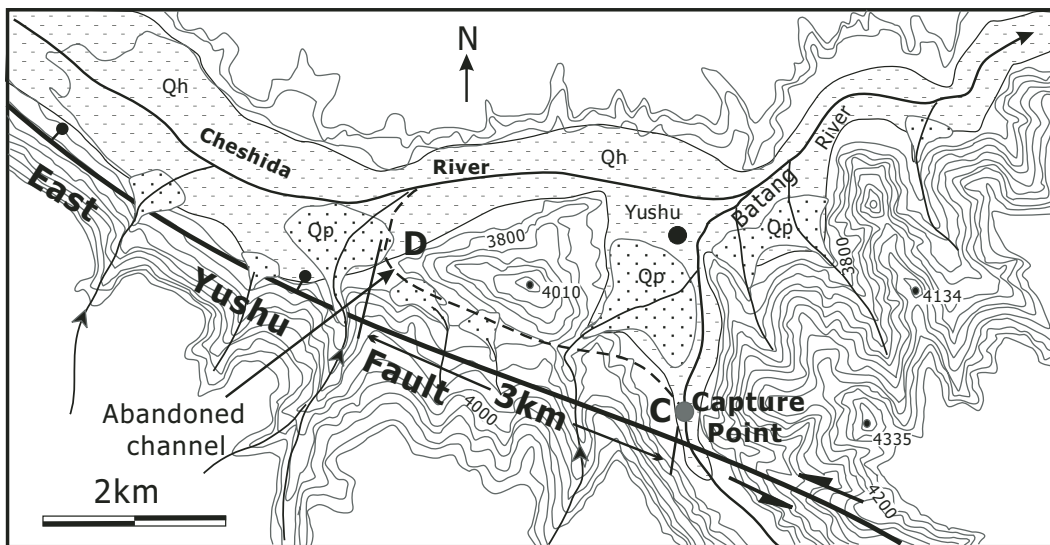 N
Qh
Cheshida
River
Qh
Batang
River
East
Qp
D
3800
Yushu
Qp
3800
Qp
4010
4134
Yushu
Fault
3km
4000
C
Capture
Point
4335
Abandoned
channel
2km
4200